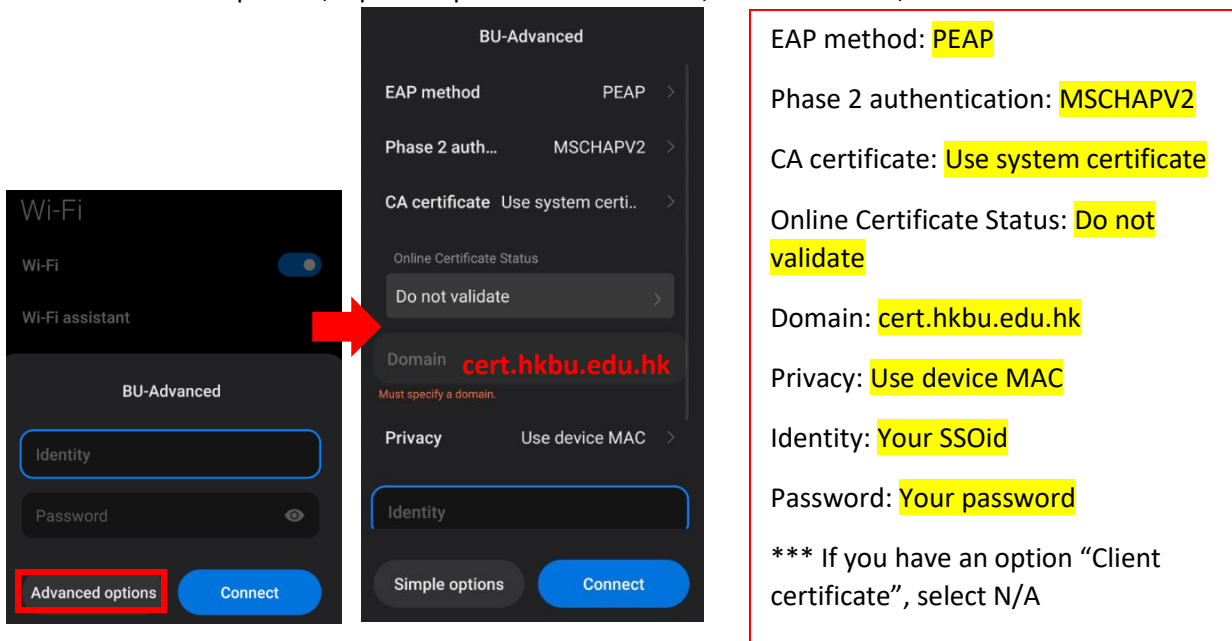 Wi-Fi
Wi-Fi
Wi-Fi assistant
BU-Advanced
Identity
Password
Advanced options
Connect
BU-Advanced
EAP method PEAP
Phase 2 auth... MSCHAPV2
CA certificate Use system certi..
Online Certificate Status
Do not validate
Domain cert.hkbu.edu.hk
Must specify a domain.
Privacy Use device MAC
Identity
Simple options
Connect
EAP method: PEAP
Phase 2 authentication: MSCHAPV2
CA certificate: Use system certificate
Online Certificate Status: Do not
validate
Domain: cert.hkbu.edu.hk
Privacy: Use device MAC
Identity: Your SSOid
Password: Your password
*** If you have an option “Client
certificate”, select N/A